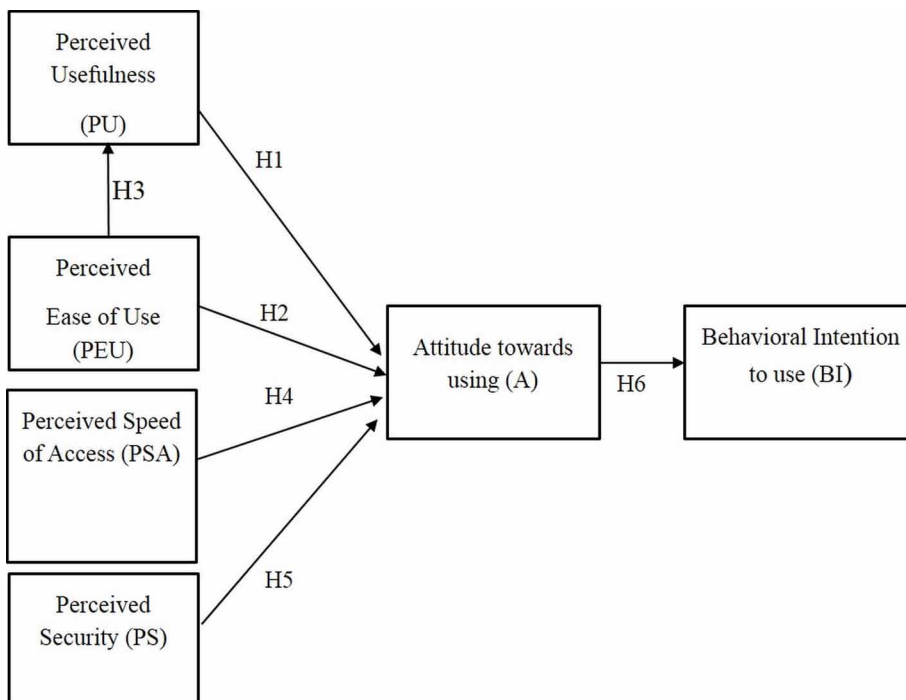 Perceived
Usefulness
(PU)
H1
H3
Perceived
Ease of Use
(PEU)
H2
H4
Perceived Speed
of Access (PSA)
H5
Perceived
Security (PS)
Attitude towards
using (A)
H6
Behavioral Intention
to use (BI)